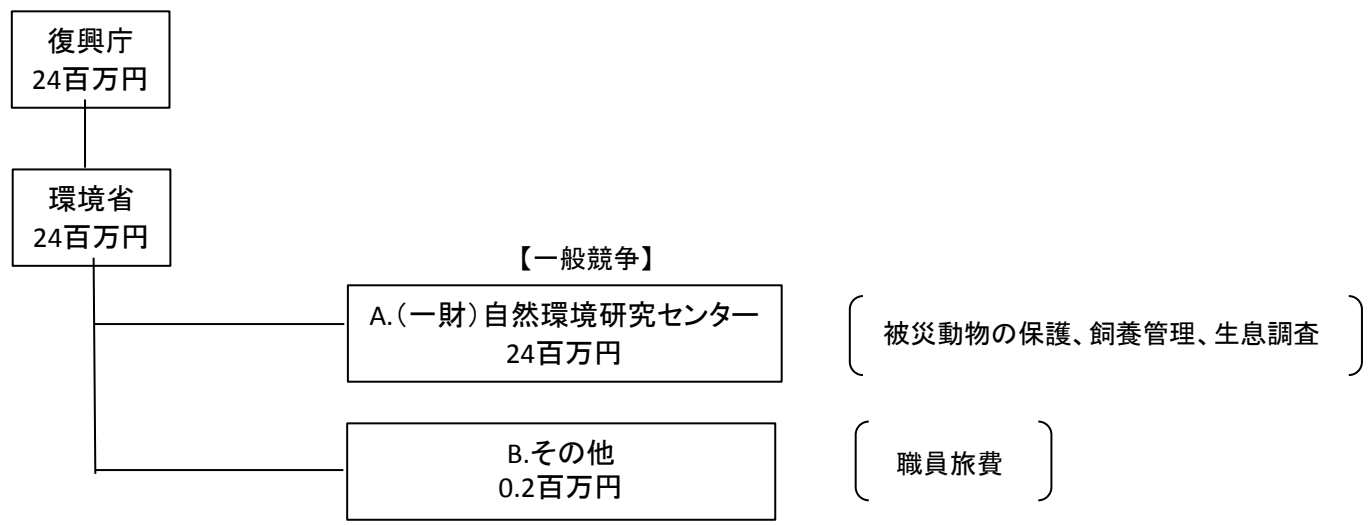 復興庁
24百万円
環境省
24百万円
【一般競争】
A.（一財）自然環境研究センター
24百万円
被災動物の保護、飼養管理、生息調査
B.その他
0.2百万円
職員旅費